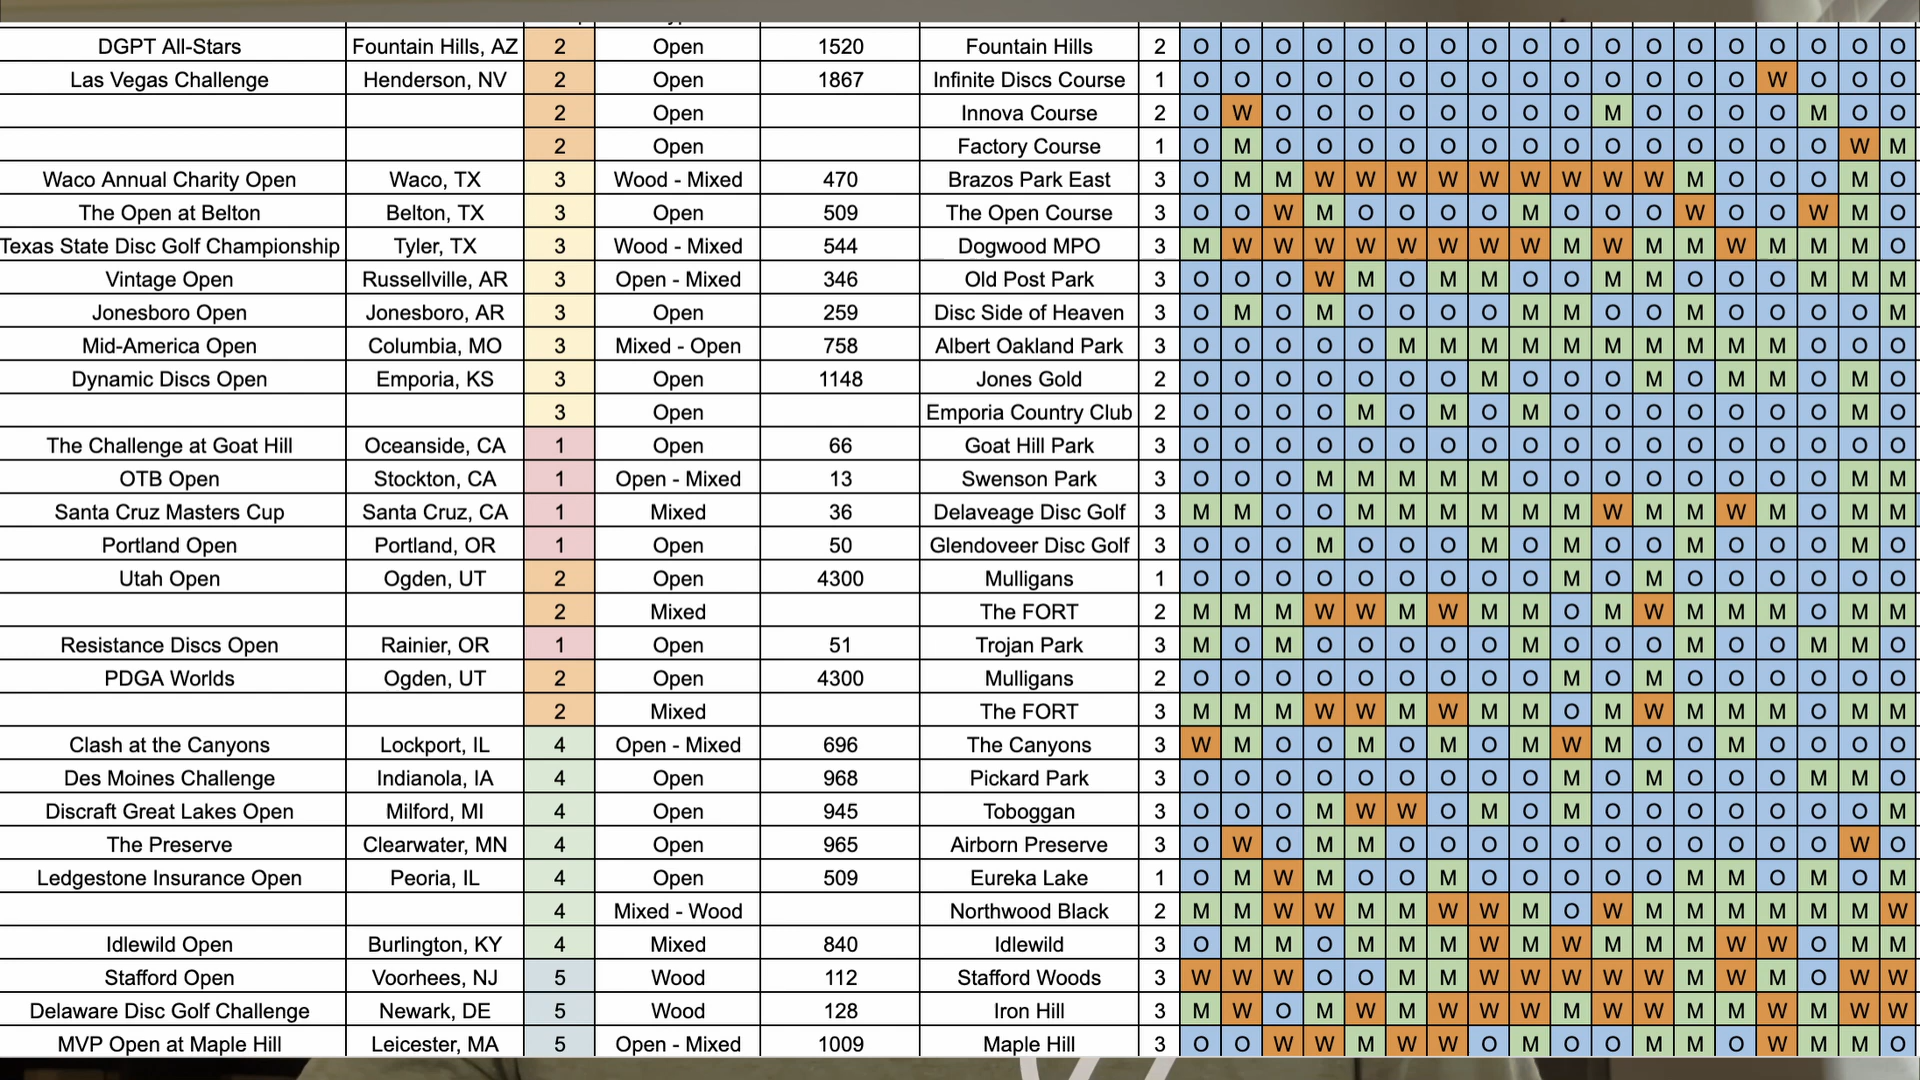 DGPT All-Stars Fountain Hills, AZ 2 Open 1520 Fountain Hills 2 O O O O O O O O O O O O O O O O O O
Las Vegas Challenge Henderson, NV 2 Open 1867 Infinite Discs Course 1 O O O O O O O O O O O O O O W O O O
2 Open Innova Course 2 O W O O O O O O O O M O O O O M O O
2 Open Factory Course 1 O M O O O O O O O O O O O O O O W M
Waco Annual Charity Open Waco, TX 3 Wood - Mixed 470 Brazos Park East 3 O M M W W W W W W W W W M O O O M O
The Open at Belton Belton, TX 3 Open 509 The Open Course 3 O O W M O O O O M O O O W O O W M O
Texas State Disc Golf Championship Tyler, TX 3 Wood - Mixed 544 Dogwood MPO 3 M W W W W W W W W M W M M W M M M O
Vintage Open Russellville, AR 3 Open - Mixed 346 Old Post Park 3 O O O W M O M M O O M M O O O M M M
Jonesboro Open Jonesboro, AR 3 Open 259 Disc Side of Heaven 3 O M O M O O O O M M O O M O O O O M
Mid-America Open Columbia, MO 3 Mixed - Open 758 Albert Oakland Park 3 O O O O O M M M M M M M M M M O O O
Dynamic Discs Open Emporia, KS 3 Open 1148 Jones Gold 2 O O O O O O O M O O O M O M M O M O
3 Open Emporia Country Club 2 O O O O M O M O M O O O O O O O M O
The Challenge at Goat Hill Oceanside, CA 1 Open 66 Goat Hill Park 3 O O O O O O O O O O O O O O O O O O
OTB Open Stockton, CA 1 Open - Mixed 13 Swenson Park 3 O O O M M M M M O O O O O O O O M M
Santa Cruz Masters Cup Santa Cruz, CA 1 Mixed 36 Delaveage Disc Golf 3 M M O O M M M M M M W M M W M O M M
Portland Open Portland, OR 1 Open 50 Glendoveer Disc Golf 3 O O O M O O O M O M O O M O O O M O
Utah Open Ogden, UT 2 Open 4300 Mulligans 1 O O O O O O O O O M O M O O O O O O
2 Mixed The FORT 2 M M M W W M W M M O M W M M M O M M
Resistance Discs Open Rainier, OR 1 Open 51 Trojan Park 3 M O M O O O O O M O O O M O O M M O
PDGA Worlds Ogden, UT 2 Open 4300 Mulligans 2 O O O O O O O O O M O M O O O O O O
2 Mixed The FORT 3 M M M W W M W M M O M W M M M O M M
Clash at the Canyons Lockport, IL 4 Open - Mixed 696 The Canyons 3 W M O O M O M O M W M O O M O O O O
Des Moines Challenge Indianola, IA 4 Open 968 Pickard Park 3 O O O O O O O O O M O M O O O M M O
Discraft Great Lakes Open Milford, MI 4 Open 945 Toboggan 3 O O O M W W O M O M O O O O O O O M
The Preserve Clearwater, MN 4 Open 965 Airborn Preserve 3 O W O M M O O O O O O O O O O O W O
Ledgestone Insurance Open Peoria, IL 4 Open 509 Eureka Lake 1 O M W M O O M O O O O O M M O M O M
4 Mixed - Wood Northwood Black 2 M M W W M M W W M O W M M M M M M W
Idlewild Open Burlington, KY 4 Mixed 840 Idlewild 3 O M M O M M M W M W M M M W W O M M
Stafford Open Voorhees, NJ 5 Wood 112 Stafford Woods 3 W W W O O M M W W W W W M W M O W W
Delaware Disc Golf Challenge Newark, DE 5 Wood 128 Iron Hill 3 M W O M W M W W W M W W M M W M W W
MVP Open at Maple Hill Leicester, MA 5 Open - Mixed 1009 Maple Hill 3 O O W W M W W O M O O M M O W M M O